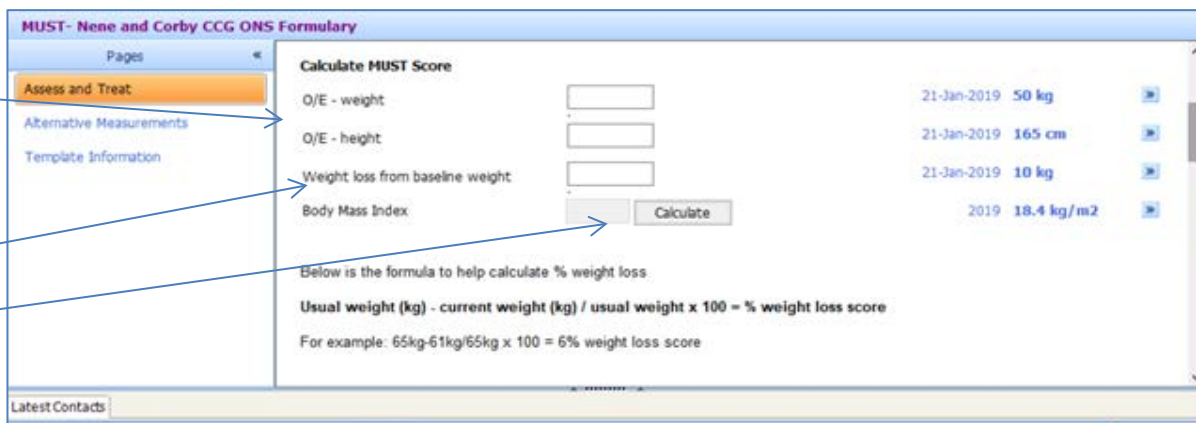 MUST- Nene and Corby CCG ONS Formulary
Pages «
Assess and Treat
Alternative Measurements
Template Information
Calculate MUST Score
O/E - weight 21-Jan-2019 50 kg »
O/E - height 21-Jan-2019 165 cm »
Weight loss from baseline weight 21-Jan-2019 10 kg »
Body Mass Index Calculate 2019 18.4 kg/m2 »
Below is the formula to help calculate % weight loss
Usual weight (kg) - current weight (kg) / usual weight x 100 = % weight loss score
For example: 65kg-61kg/65kg x 100 = 6% weight loss score
Latest Contacts